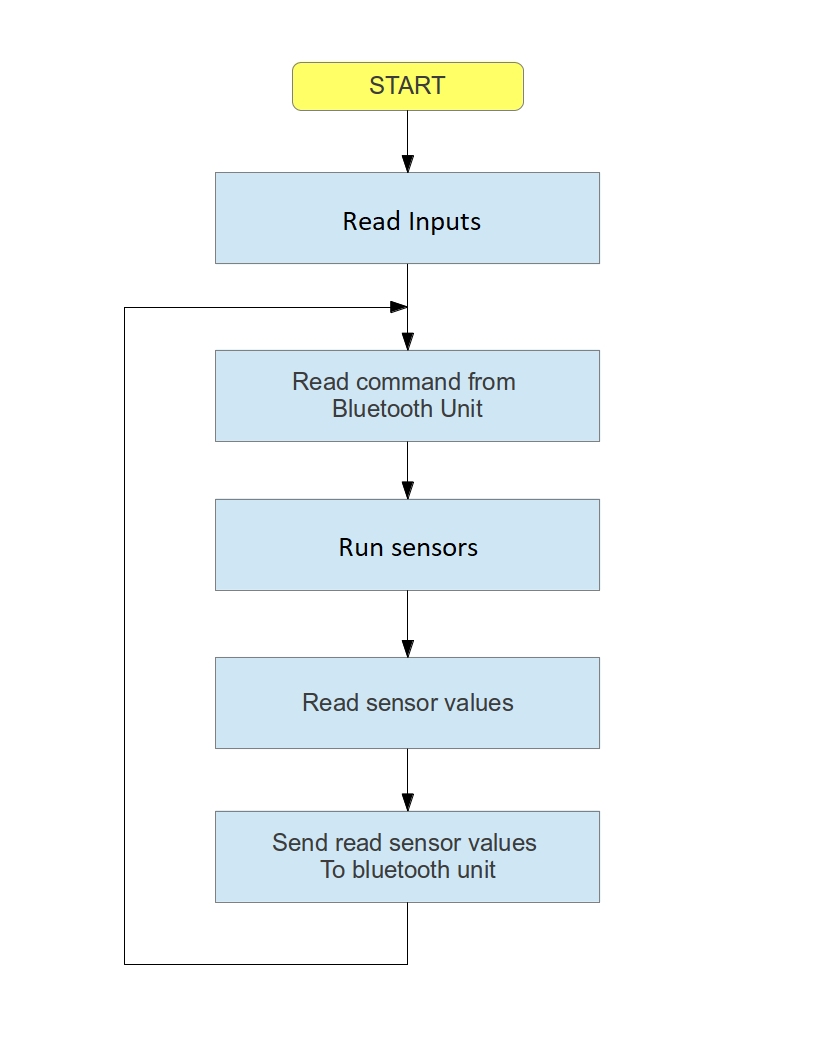 START
Read Inputs
Read command from
Bluetooth Unit
Run sensors
Read sensor values
Send read sensor values
To bluetooth unit